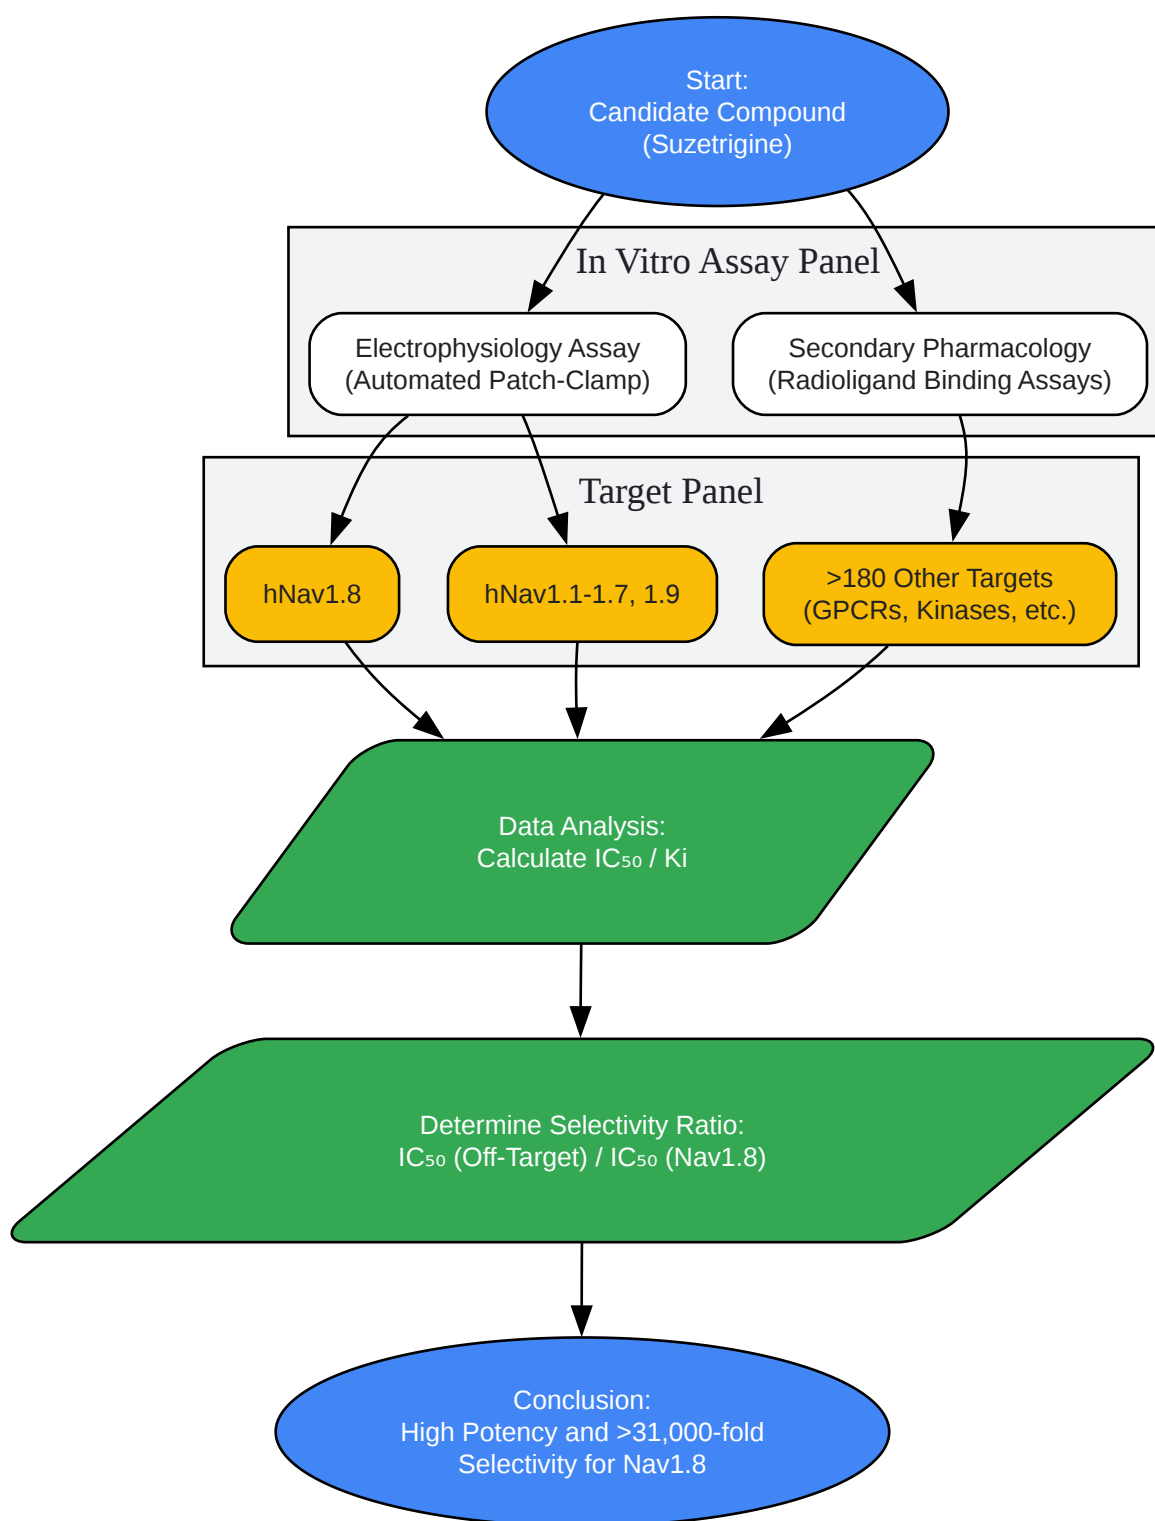 Start:
Candidate Compound
(Suzetrigine)
In Vitro Assay Panel
Electrophysiology Assay
(Automated Patch-Clamp)
Secondary Pharmacology
(Radioligand Binding Assays)
Target Panel
hNav1.8
hNav1.1-1.7, 1.9
>180 Other Targets
(GPCRs, Kinases, etc.)
Data Analysis:
Calculate IC₅₀ / Ki
Determine Selectivity Ratio:
IC₅₀ (Off-Target) / IC₅₀ (Nav1.8)
Conclusion:
High Potency and >31,000-fold
Selectivity for Nav1.8